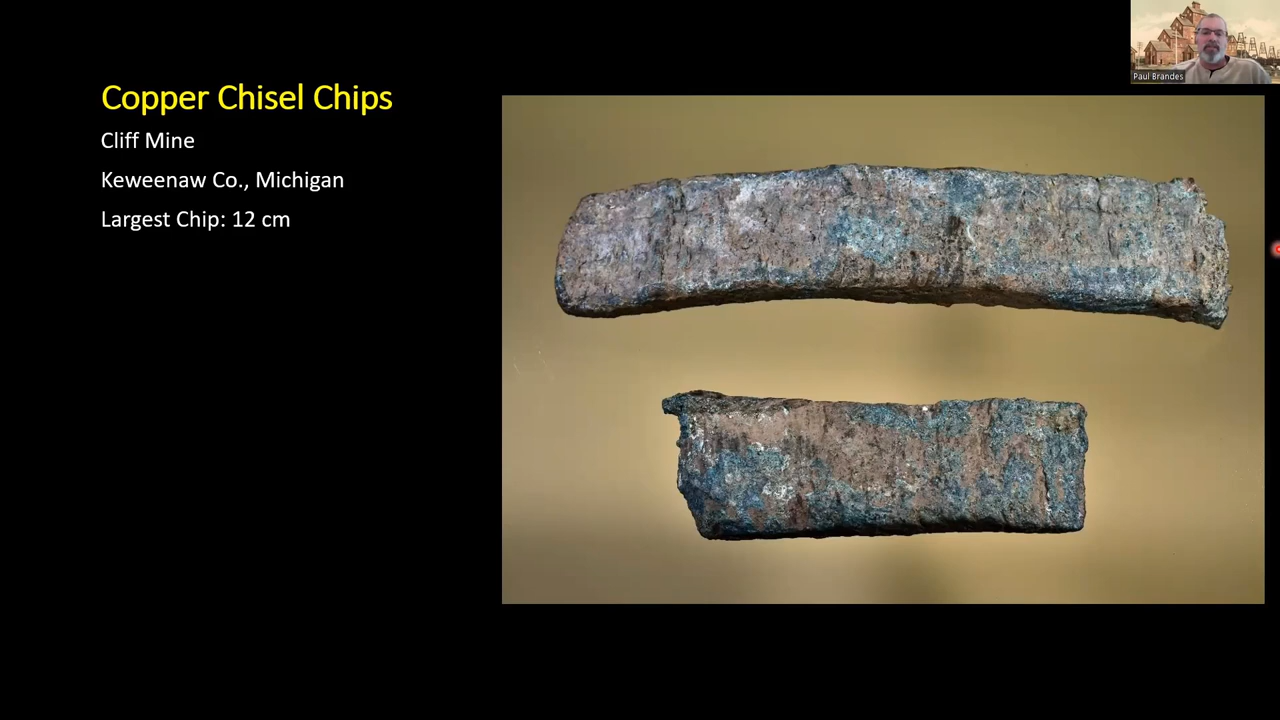 Paul Brandes
Copper Chisel Chips
Cliff Mine
Keweenaw Co., Michigan
Largest Chip: 12 cm